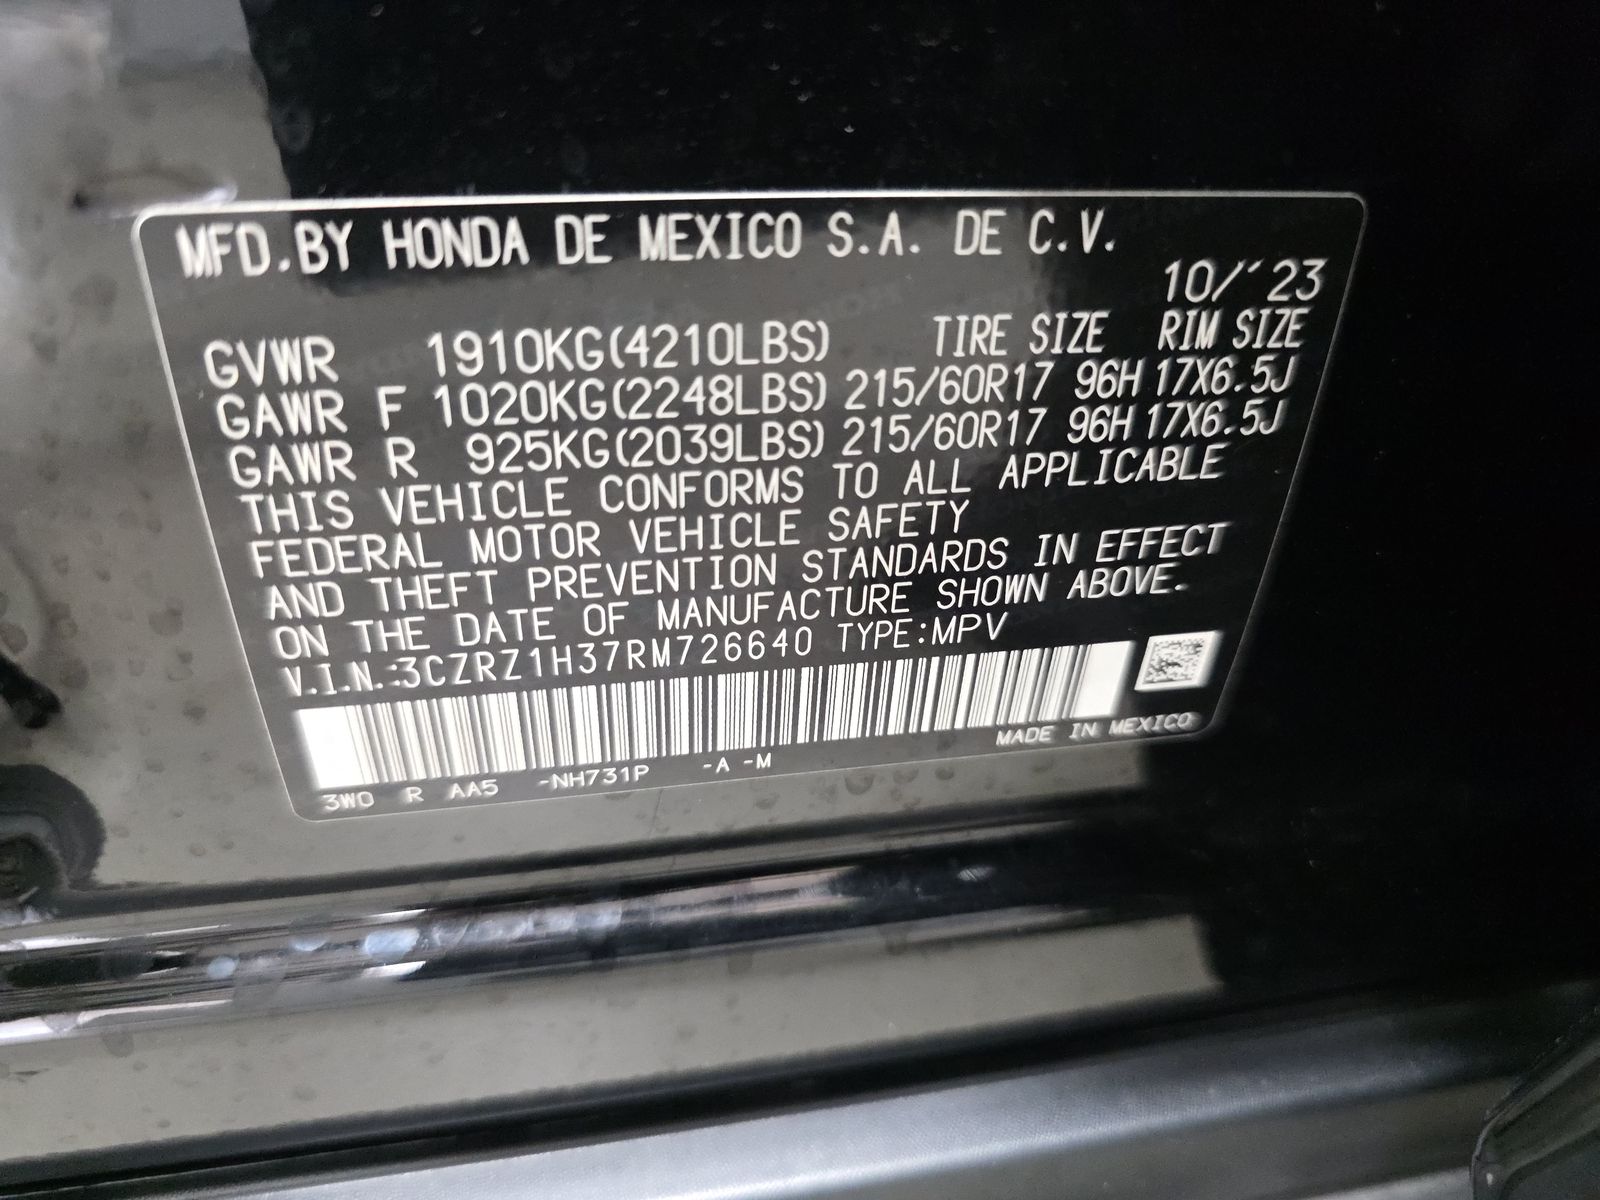 MFD.BY HONDA DE MEXICO S.A. DE C.V.
10/´23
GVWR 1910KG(4210LBS) TIRE SIZE RIM SIZE
GAWR F 1020KG(2248LBS) 215/60R17 96H 17X6.5J
GAWR R 925KG(2039LBS) 215/60R17 96H 17X6.5J
THIS VEHICLE CONFORMS TO ALL APPLICABLE
FEDERAL MOTOR VEHICLE SAFETY
AND THEFT PREVENTION STANDARDS IN EFFECT
ON THE DATE OF MANUFACTURE SHOWN ABOVE.
V.I.N.:3CZRZ1H37RM726640 TYPE:MPV
MADE IN MEXICO
3W0 R AA5 -NH731P -A -M